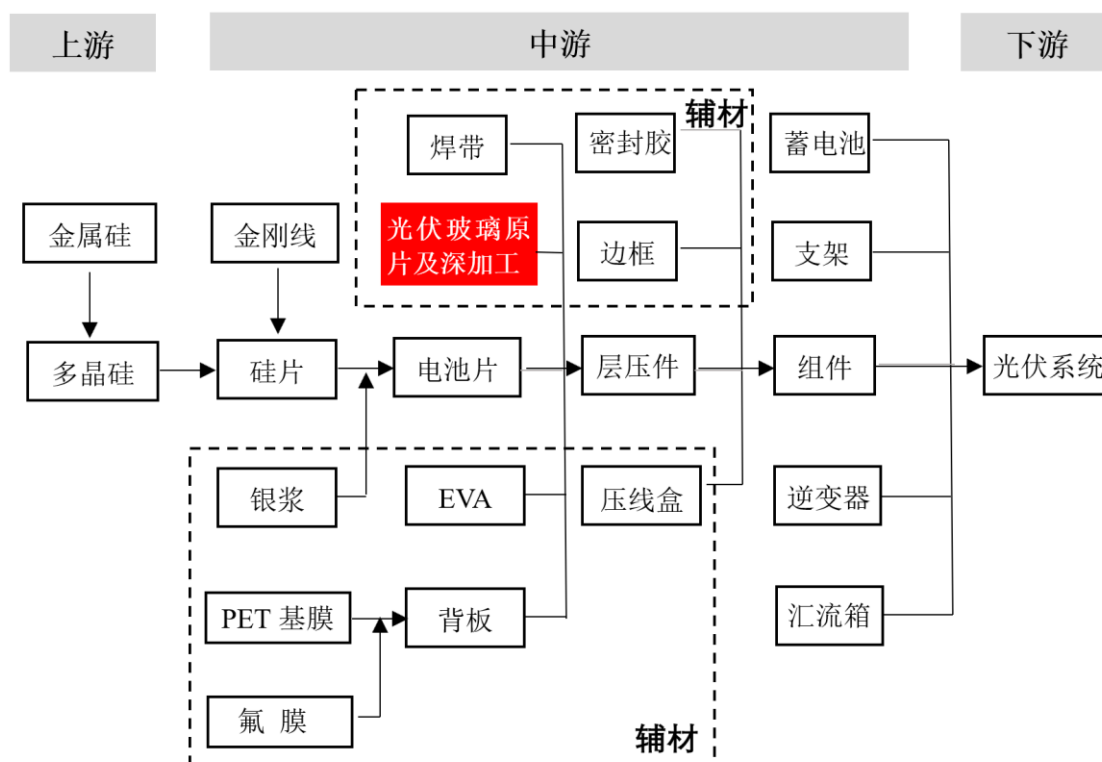 上游
中游
下游
辅材
焊带
密封胶
蓄电池
金属硅
金刚线
光伏玻璃原
片及深加工
边框
支架
多晶硅
硅片
电池片
层压件
组件
光伏系统
银浆
EVA
压线盒
逆变器
PET 基膜
背板
汇流箱
氟 膜
辅材